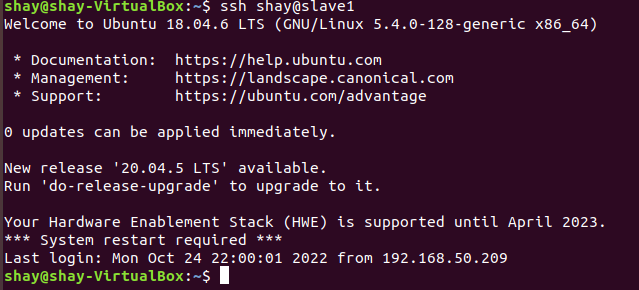 shay@shay-VirtualBox:~$ ssh shay@slave1
Welcome to Ubuntu 18.04.6 LTS (GNU/Linux 5.4.0-128-generic x86_64)
* Documentation:  https://help.ubuntu.com
* Management:     https://landscape.canonical.com
* Support:        https://ubuntu.com/advantage
0 updates can be applied immediately.
New release '20.04.5 LTS' available.
Run 'do-release-upgrade' to upgrade to it.
Your Hardware Enablement Stack (HWE) is supported until April 2023.
*** System restart required ***
Last login: Mon Oct 24 22:00:01 2022 from 192.168.50.209
shay@shay-VirtualBox:~$